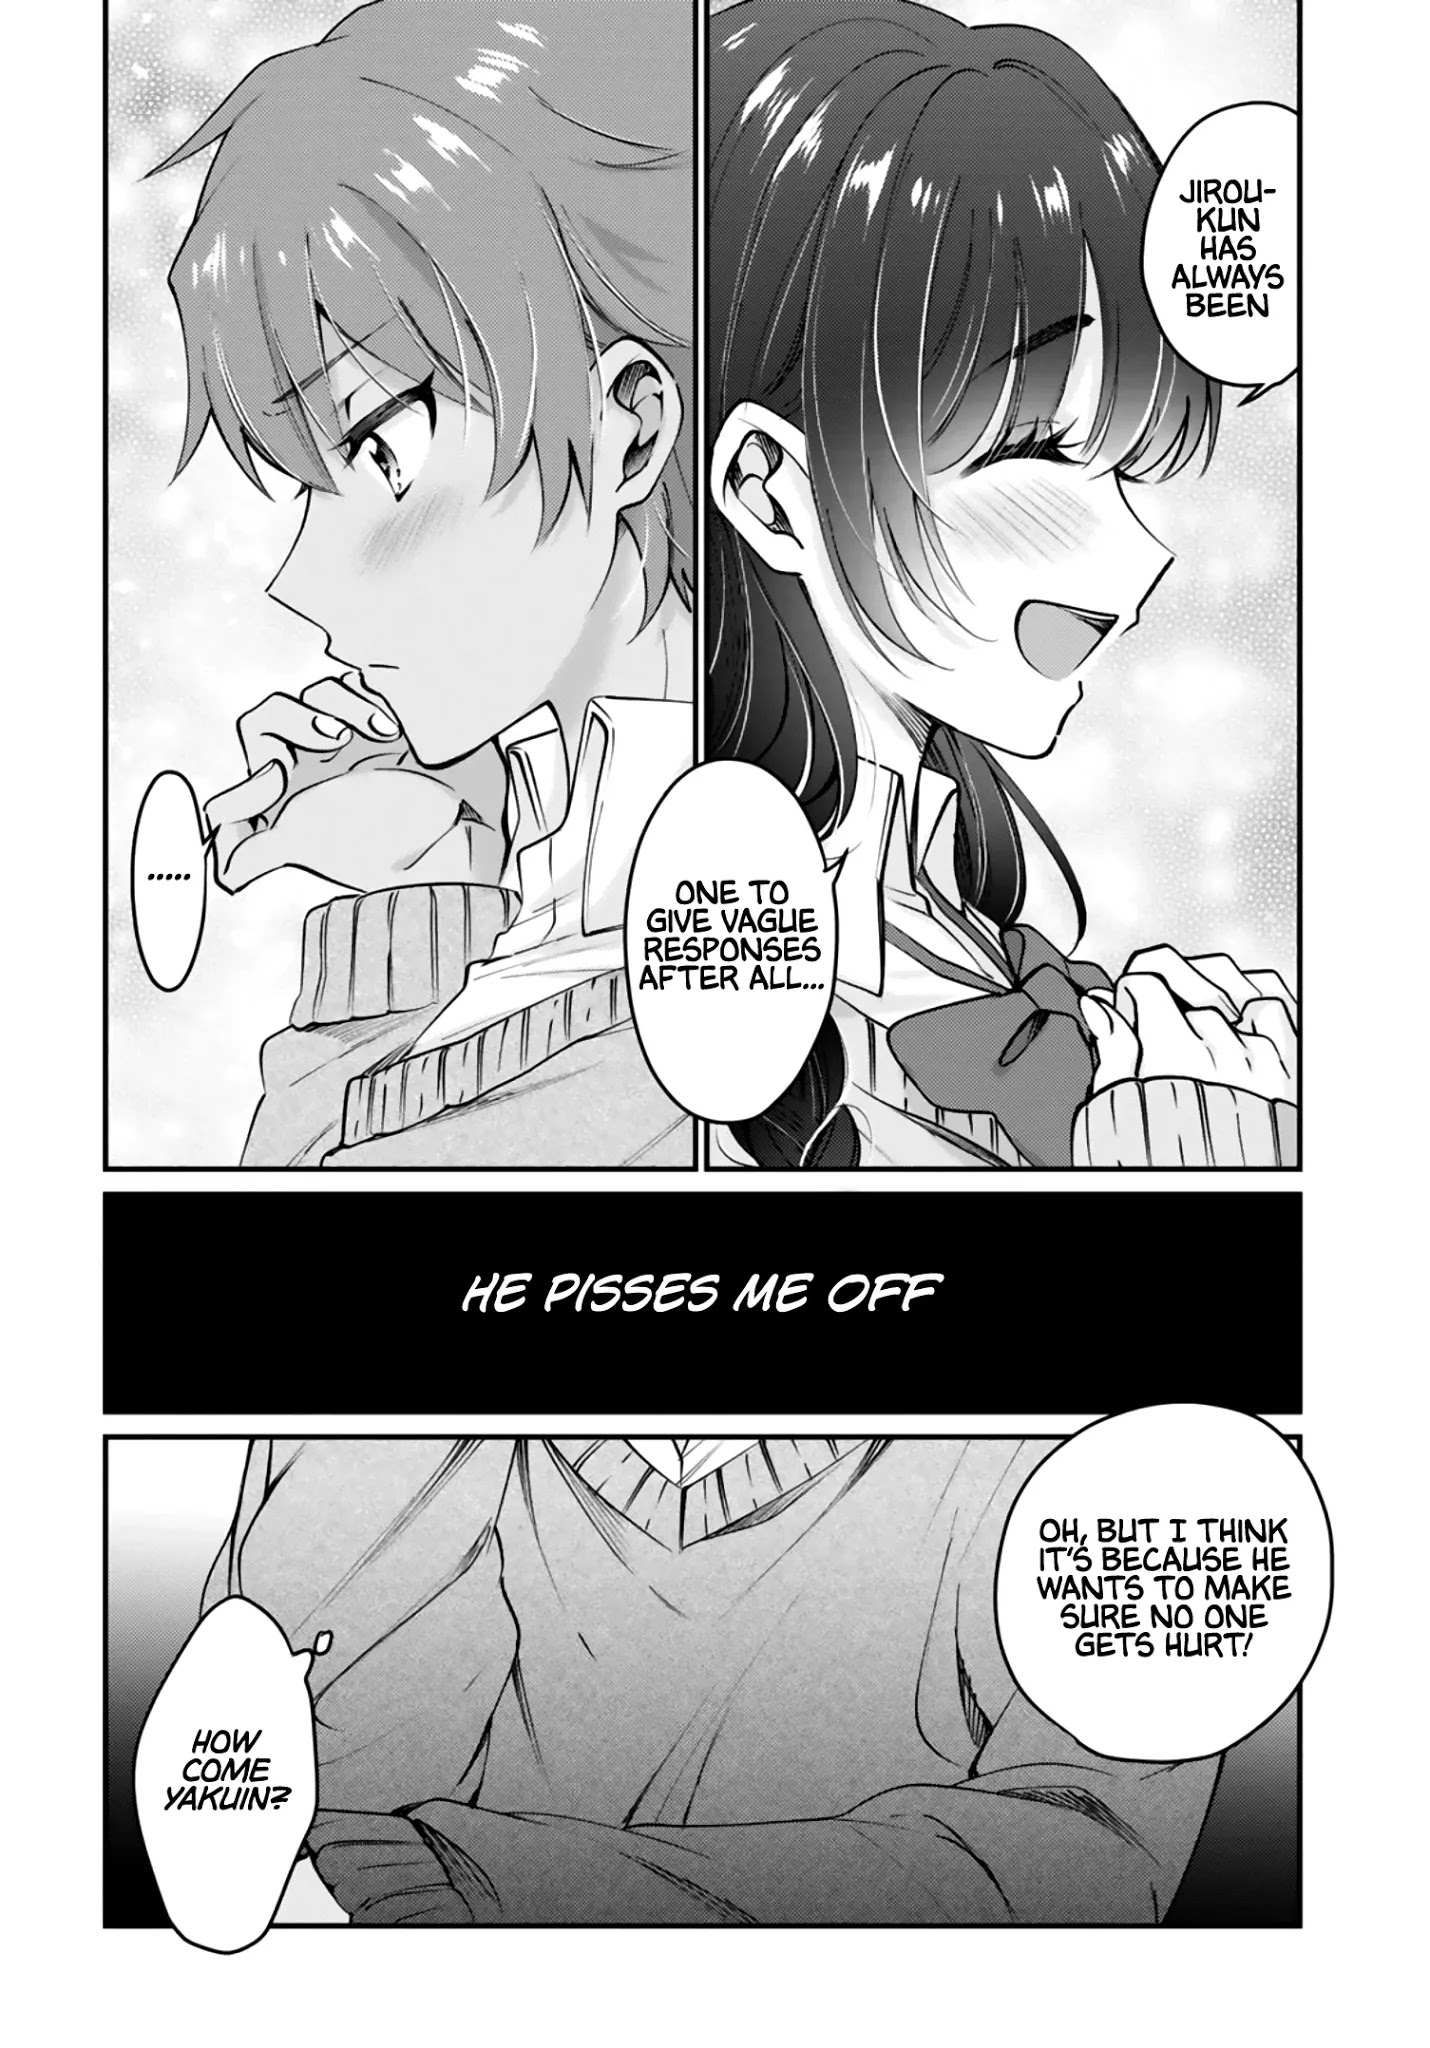 JIROU-
KUN
HAS
ALWAYS
BEEN
ONE TO
GIVE VAGUE
RESPONSES
AFTER ALL...
.....
HE PISSES ME OFF
OH, BUT I THINK
IT'S BECAUSE HE
WANTS TO MAKE
SURE NO ONE
GETS HURT!
HOW
COME
YAKUIN?